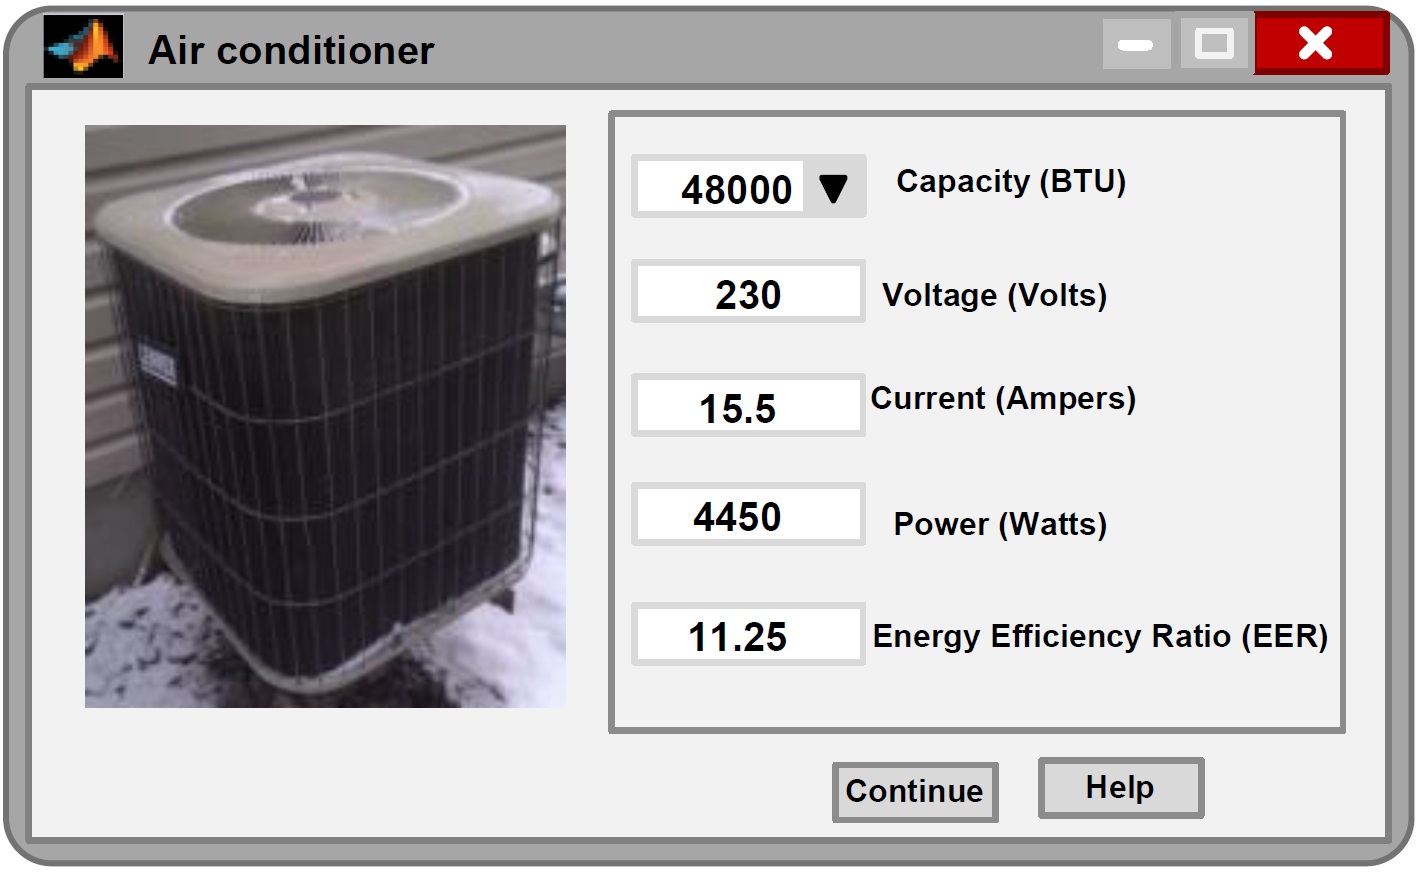 Air conditioner
48000 Capacity (BTU)
230 Voltage (Volts)
15.5 Current (Ampers)
4450 Power (Watts)
11.25 Energy Efficiency Ratio (EER)
Continue Help